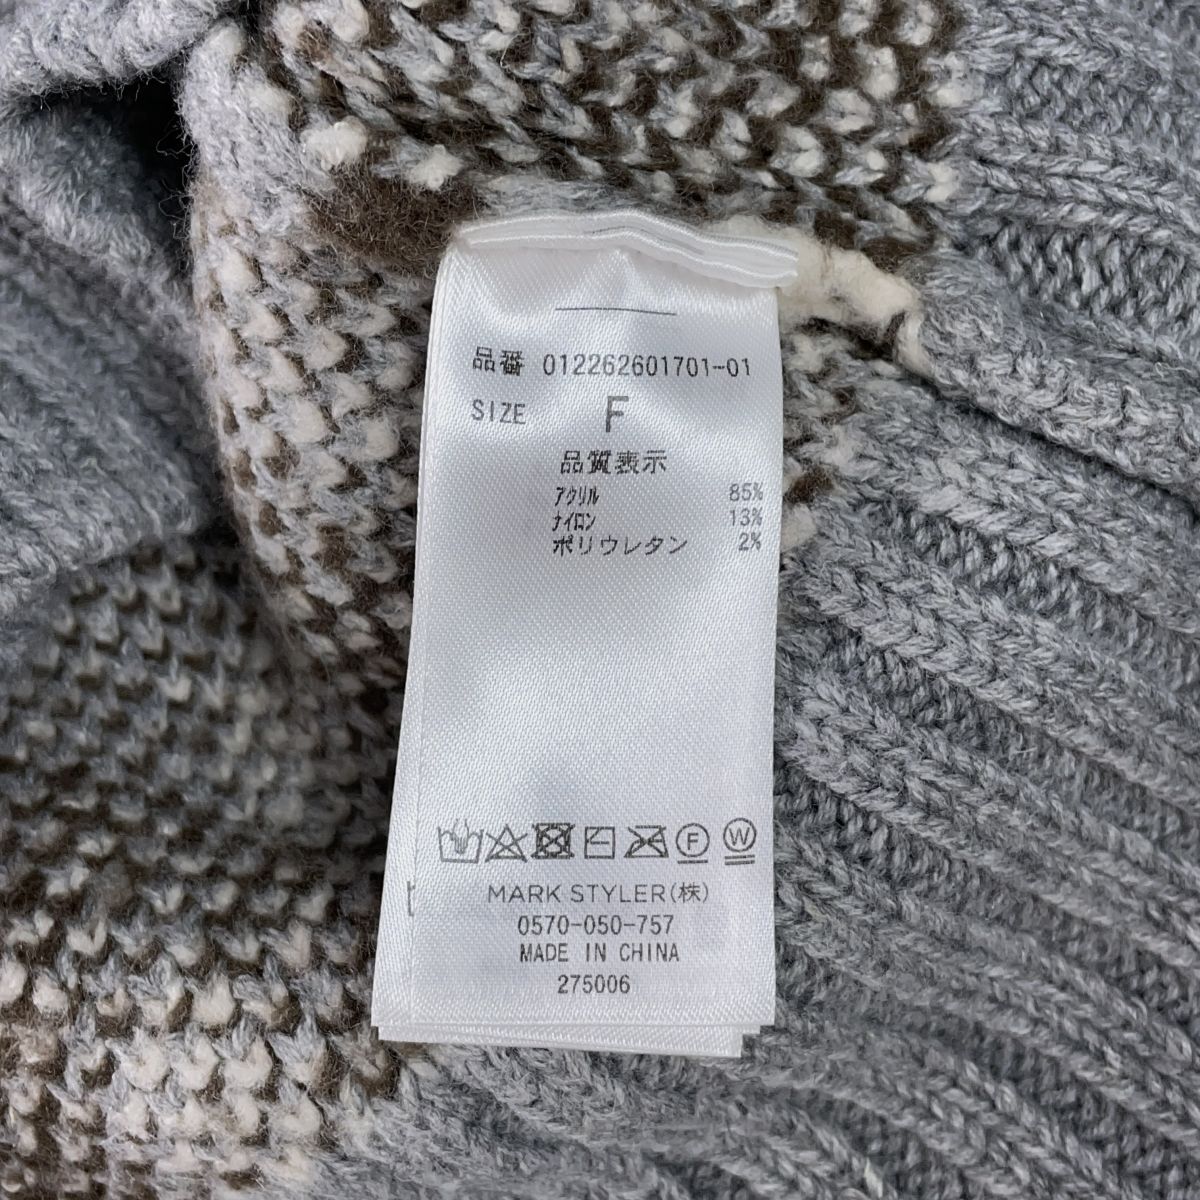 品番 012262601701-01
SIZE F
品質表示
アクリル 85%
ナイロン 13%
ポリウレタン 2%
F W
MARK STYLER(株)
0570-050-757
MADE IN CHINA
275006